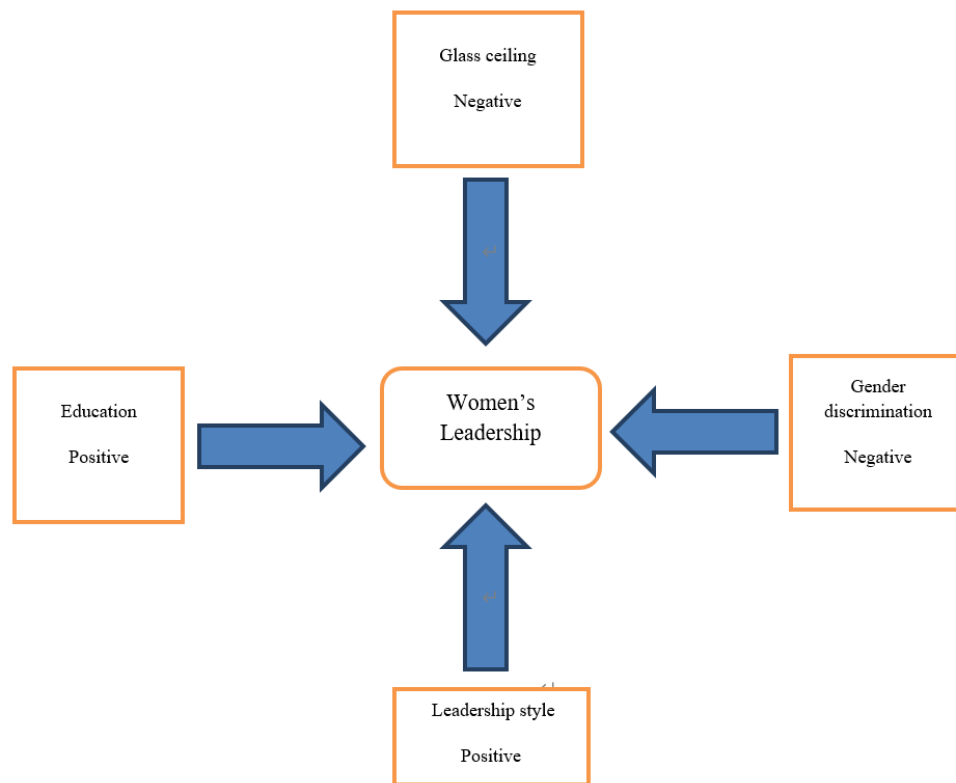 Glass ceiling
Negative
Education
Positive
Women’s
Leadership
Gender
discrimination
Negative
Leadership style
Positive